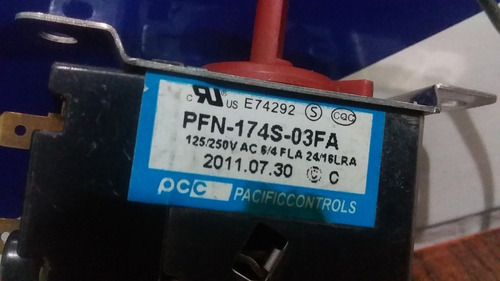 c RU US E74292 S CQC
PFN-174S-03FA
125/250V AC 6/4 FLA 24/16LRA
2011.07.30 C
pcc PACIFICCONTROLS